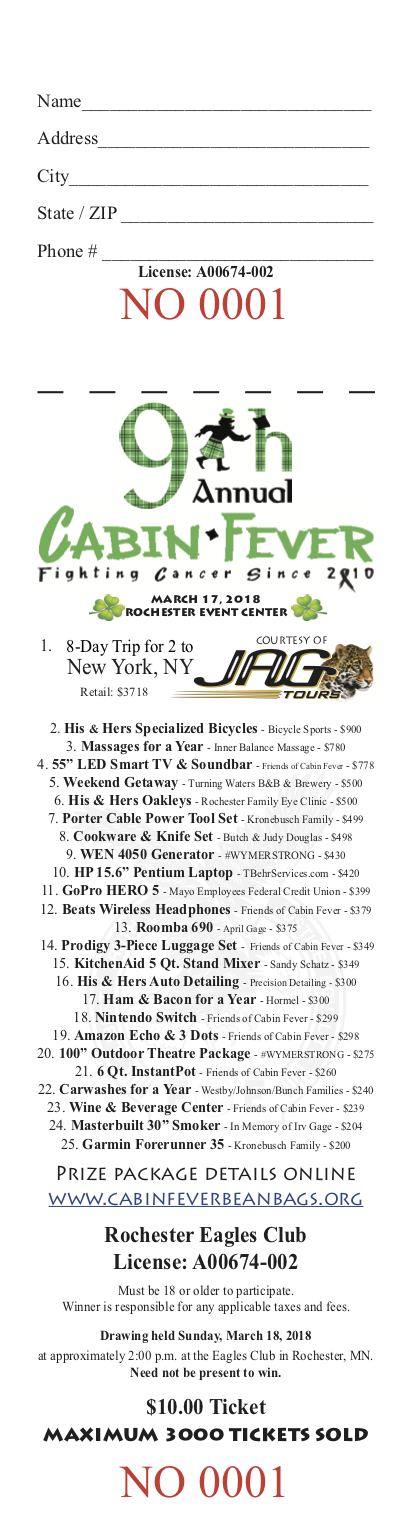 Name_______________________________
Address_____________________________
City________________________________
State / ZIP ___________________________
Phone # _____________________________
License: A00674-002
NO 0001
9th
Annual
CABIN FEVER
Fighting Cancer Since 2010
MARCH 17, 2018
ROCHESTER EVENT CENTER
1. 8-Day Trip for 2 to
New York, NY
Retail: $3718
COURTESY OF
JAG
TOURS
2. His & Hers Specialized Bicycles - Bicycle Sports - $900
3. Massages for a Year - Inner Balance Massage - $780
4. 55” LED Smart TV & Soundbar - Friends of Cabin Fever - $778
5. Weekend Getaway - Turning Waters B&B & Brewery - $500
6. His & Hers Oakleys - Rochester Family Eye Clinic - $500
7. Porter Cable Power Tool Set - Kronebusch Family - $499
8. Cookware & Knife Set - Butch & Judy Douglas - $498
9. WEN 4050 Generator - #WYMERSTRONG - $430
10. HP 15.6” Pentium Laptop - TBehrServices.com - $420
11. GoPro HERO 5 - Mayo Employees Federal Credit Union - $399
12. Beats Wireless Headphones - Friends of Cabin Fever - $379
13. Roomba 690 - April Gage - $375
14. Prodigy 3-Piece Luggage Set - Friends of Cabin Fever - $349
15. KitchenAid 5 Qt. Stand Mixer - Sandy Schatz - $349
16. His & Hers Auto Detailing - Precision Detailing - $300
17. Ham & Bacon for a Year - Hormel - $300
18. Nintendo Switch - Friends of Cabin Fever - $299
19. Amazon Echo & 3 Dots - Friends of Cabin Fever - $298
20. 100” Outdoor Theatre Package - #WYMERSTRONG - $275
21. 6 Qt. InstantPot - Friends of Cabin Fever - $260
22. Carwashes for a Year - Westby/Johnson/Bunch Families - $240
23. Wine & Beverage Center - Friends of Cabin Fever - $239
24. Masterbuilt 30” Smoker - In Memory of Irv Gage - $204
25. Garmin Forerunner 35 - Kronebusch Family - $200
PRIZE PACKAGE DETAILS ONLINE
WWW.CABINFEVERBEANBAGS.ORG
Rochester Eagles Club
License: A00674-002
Must be 18 or older to participate.
Winner is responsible for any applicable taxes and fees.
Drawing held Sunday, March 18, 2018
at approximately 2:00 p.m. at the Eagles Club in Rochester, MN.
Need not be present to win.
$10.00 Ticket
MAXIMUM 3000 TICKETS SOLD
NO 0001